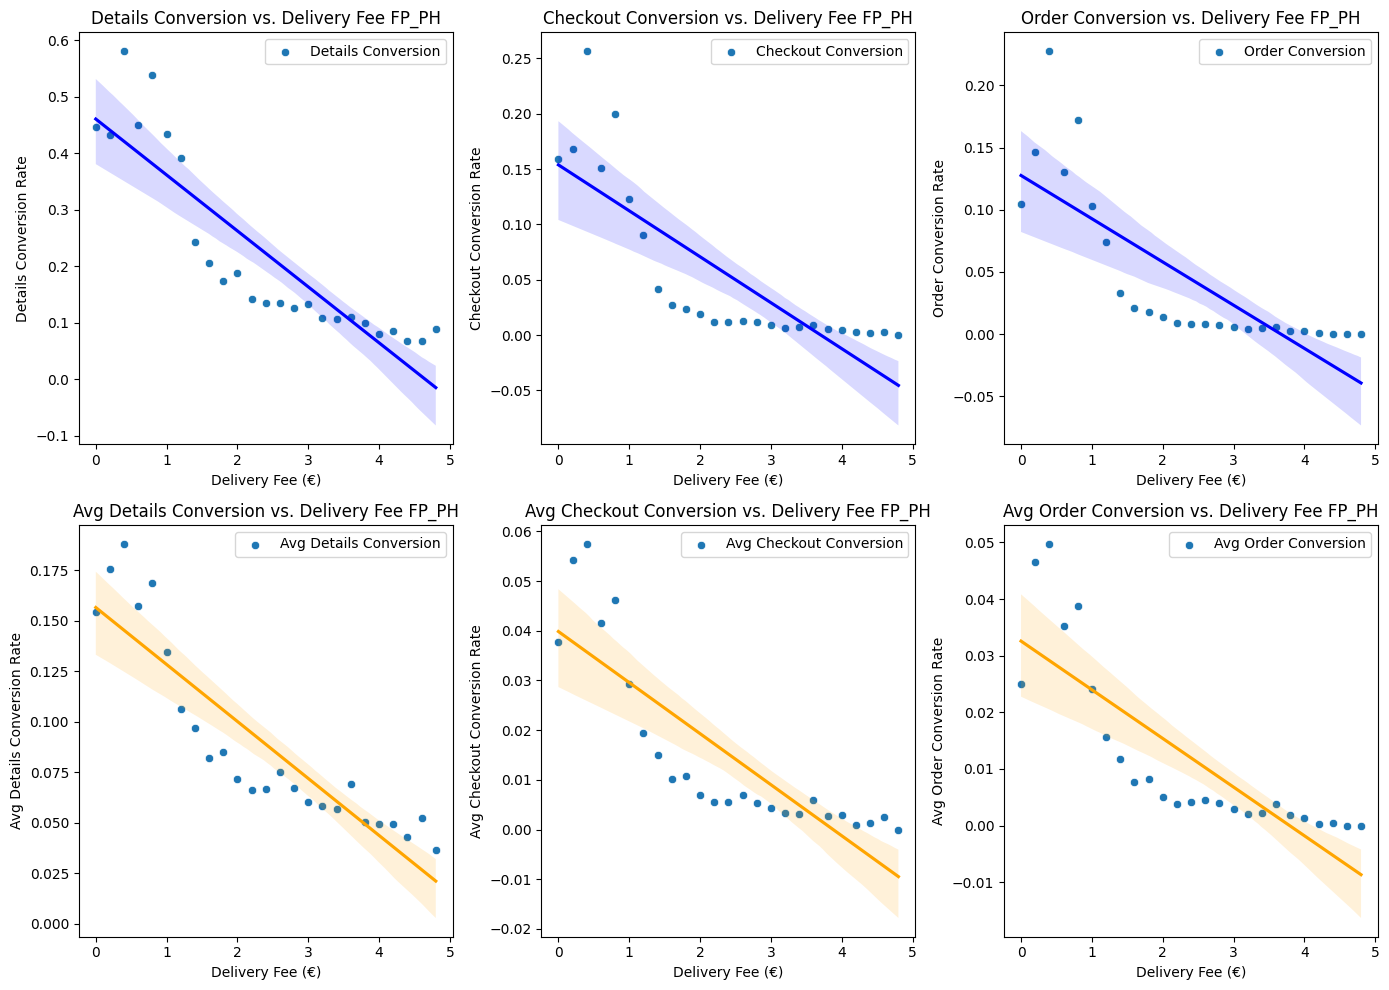 Details Conversion vs. Delivery Fee FP_PH
Details Conversion
Details Conversion Rate
0.6
0.5
0.4
0.3
0.2
0.1
0.0
−0.1
0 1 2 3 4 5
Delivery Fee (€)
Checkout Conversion vs. Delivery Fee FP_PH
Checkout Conversion
Checkout Conversion Rate
0.25
0.20
0.15
0.10
0.05
0.00
−0.05
0 1 2 3 4 5
Delivery Fee (€)
Order Conversion vs. Delivery Fee FP_PH
Order Conversion
Order Conversion Rate
0.20
0.15
0.10
0.05
0.00
−0.05
0 1 2 3 4 5
Delivery Fee (€)
Avg Details Conversion vs. Delivery Fee FP_PH
Avg Details Conversion
Avg Details Conversion Rate
0.175
0.150
0.125
0.100
0.075
0.050
0.025
0.000
0 1 2 3 4 5
Delivery Fee (€)
Avg Checkout Conversion vs. Delivery Fee FP_PH
Avg Checkout Conversion
Avg Checkout Conversion Rate
0.06
0.05
0.04
0.03
0.02
0.01
0.00
−0.01
−0.02
0 1 2 3 4 5
Delivery Fee (€)
Avg Order Conversion vs. Delivery Fee FP_PH
Avg Order Conversion
Avg Order Conversion Rate
0.05
0.04
0.03
0.02
0.01
0.00
−0.01
0 1 2 3 4 5
Delivery Fee (€)